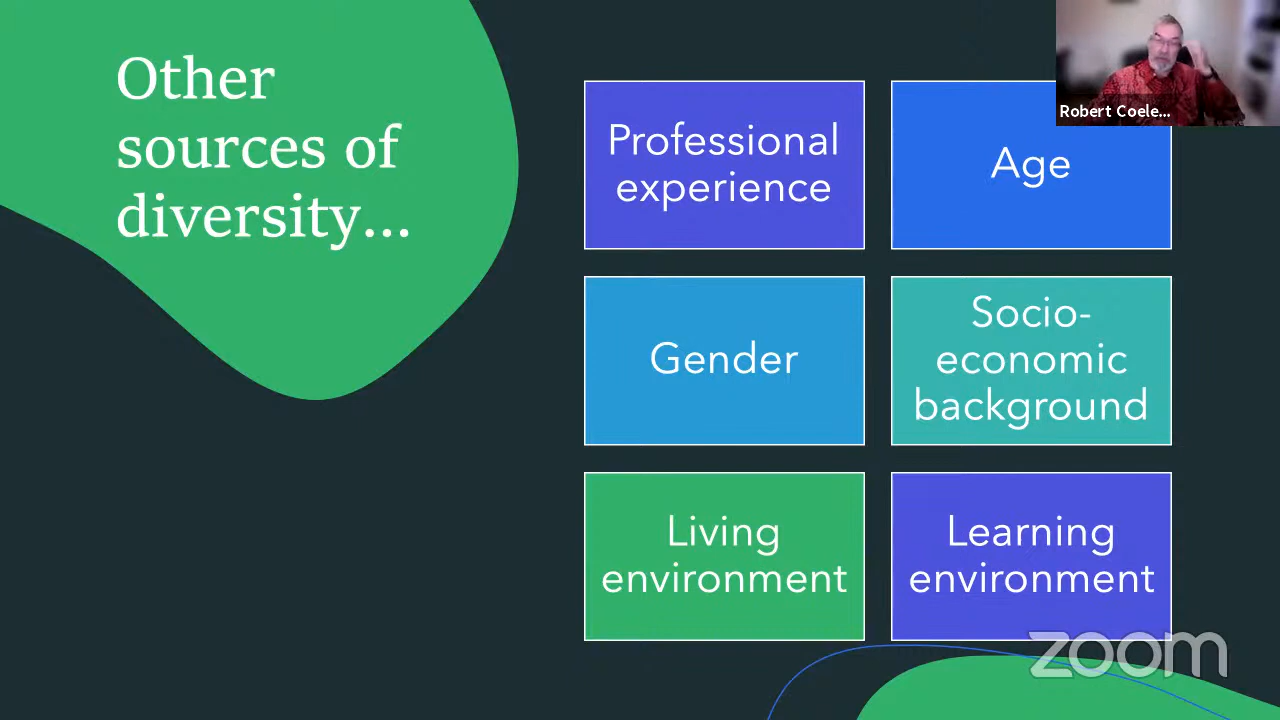 Other
sources of
diversity...
Professional
experience
Age
Robert Coele...
Gender
Socio-
economic
background
Living
environment
Learning
environment
zoom